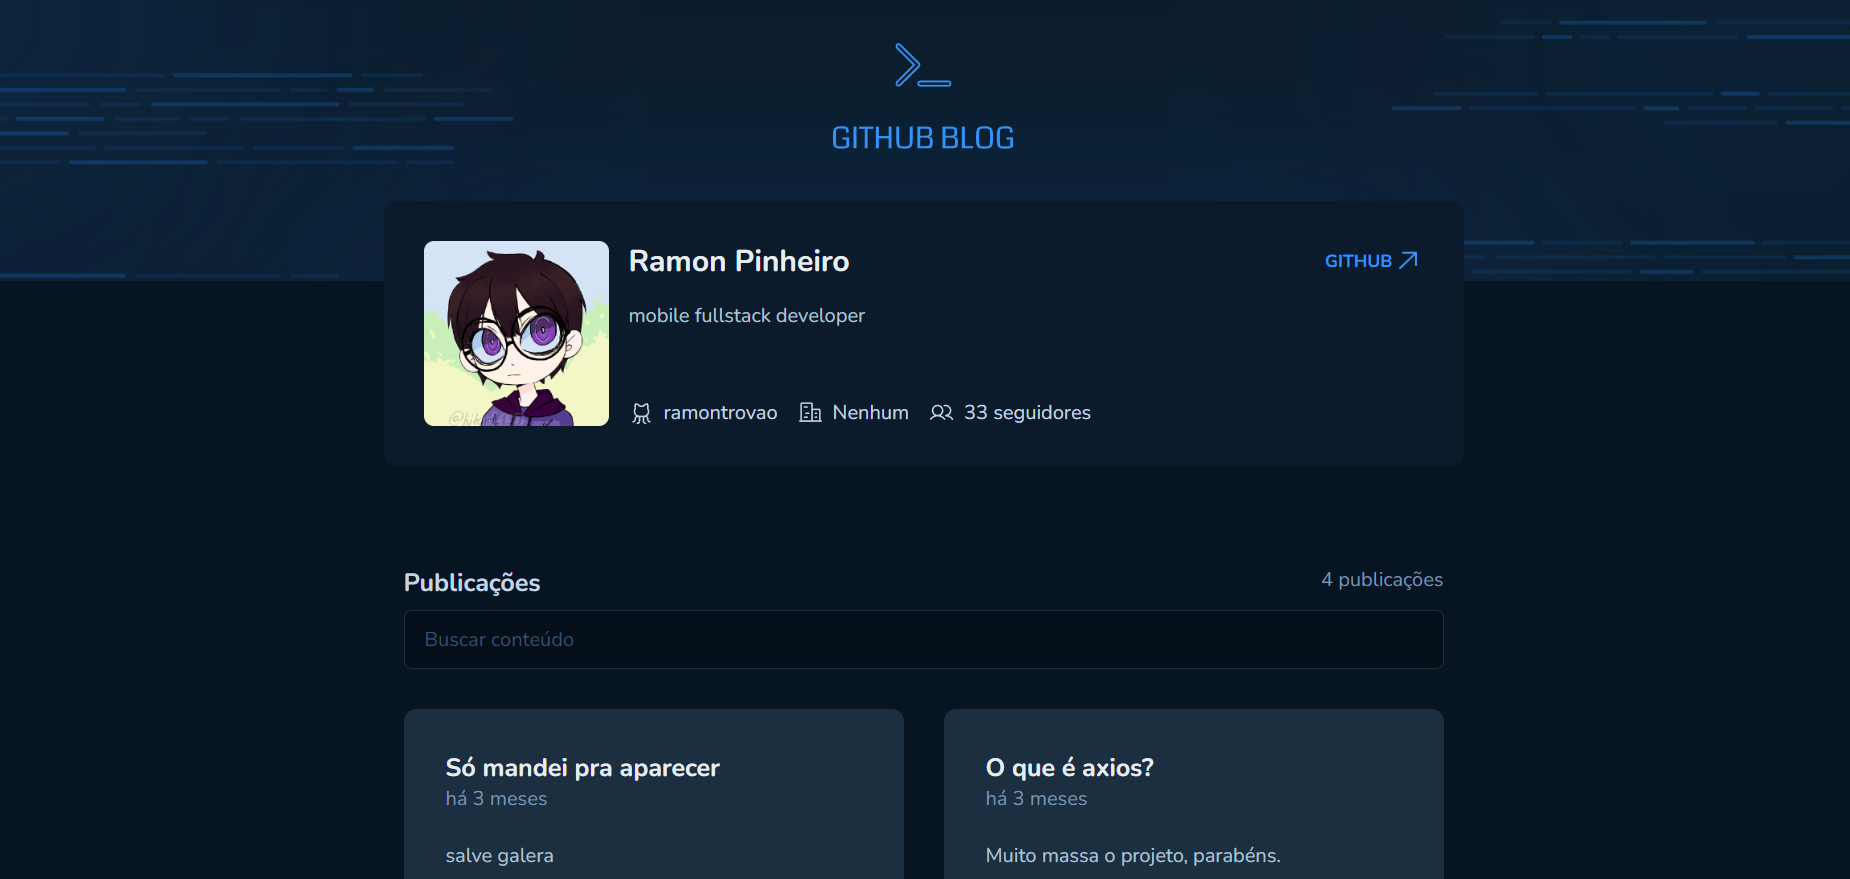 GITHUB BLOG
Ramon Pinheiro
GITHUB
mobile fullstack developer
ramontrovao Nenhum 33 seguidores
Publicações
4 publicações
Buscar conteúdo
Só mandei pra aparecer
há 3 meses
salve galera
O que é axios?
há 3 meses
Muito massa o projeto, parabéns.